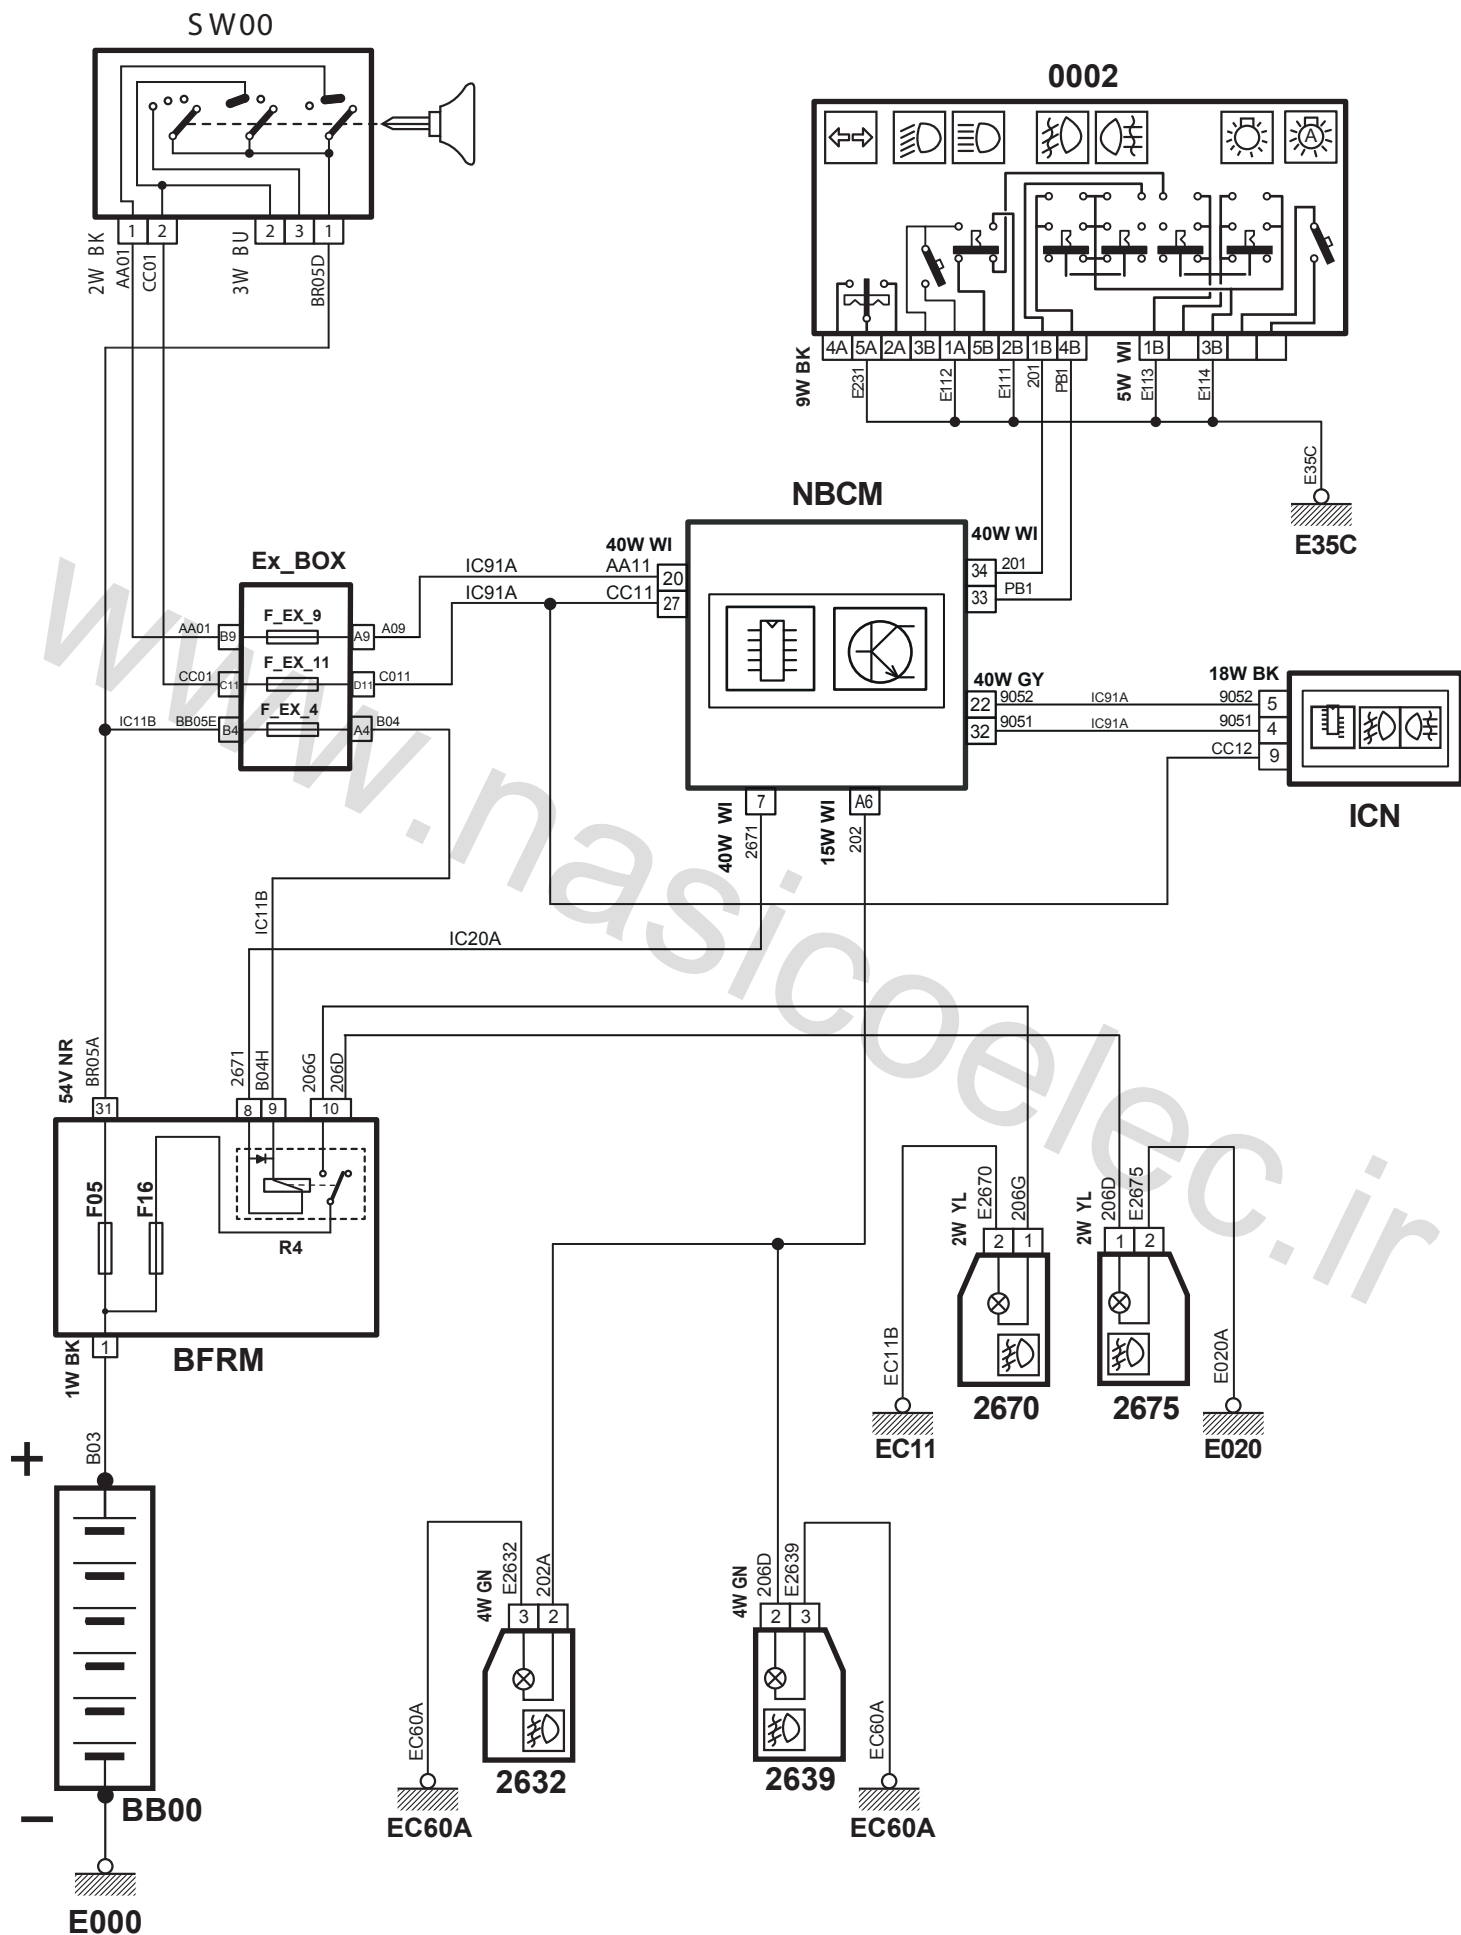 SW00
1
2
2
3
1
2W BK
AA01
CC01
3W BU
BR05D
0002
A
4A
5A
2A
3B
1A
5B
2B
1B
4B
1B
3B
9W BK
E231
E112
E111
201
PB1
5W WI
E113
E114
E35C
E35C
NBCM
40W WI
40W WI
Ex_BOX
IC91A
AA11
20
34
201
IC91A
CC11
27
33
PB1
F_EX_9
AA01
B9
A9
A09
F_EX_11
CC01
C11
D11
C011
F_EX_4
IC11B
BB05E
B4
A4
B04
40W GY
18W BK
22
9052
IC91A
9052
5
32
9051
IC91A
9051
4
CC12
9
ICN
7
A6
40W WI
2671
15W WI
202
IC11B
IC20A
54V NR
BR05A
2671
B04H
206G
206D
31
8
9
10
F05
F16
R4
1
1W BK
BFRM
B03
+
−
BB00
E000
2W YL
E2670
206G
2
1
EC11B
EC11
2670
2W YL
206D
E2675
1
2
E020A
2675
E020
4W GN
E2632
202A
3
2
EC60A
2632
EC60A
4W GN
206D
E2639
2
3
EC60A
2639
EC60A
www.nasicoelec.ir